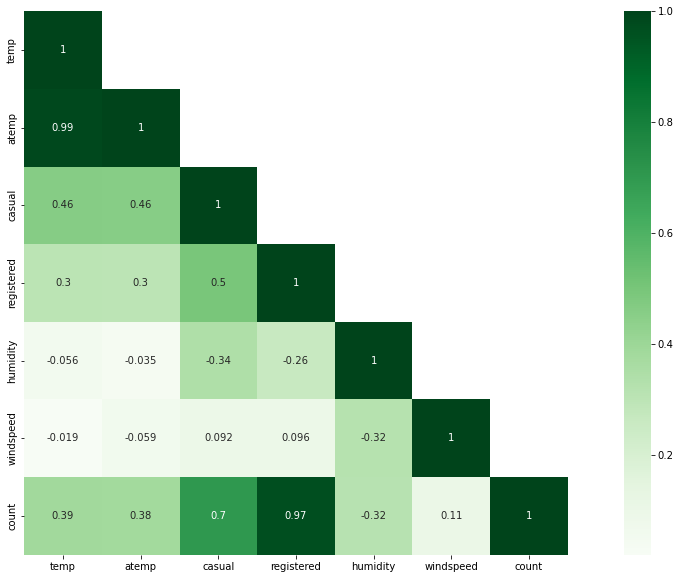 temp 1
atemp 0.99 1
casual 0.46 0.46 1
registered 0.3 0.3 0.5 1
humidity -0.056 -0.035 -0.34 -0.26 1
windspeed -0.019 -0.059 0.092 0.096 -0.32 1
count 0.39 0.38 0.7 0.97 -0.32 0.11 1
temp atemp casual registered humidity windspeed count
1.0
0.8
0.6
0.4
0.2